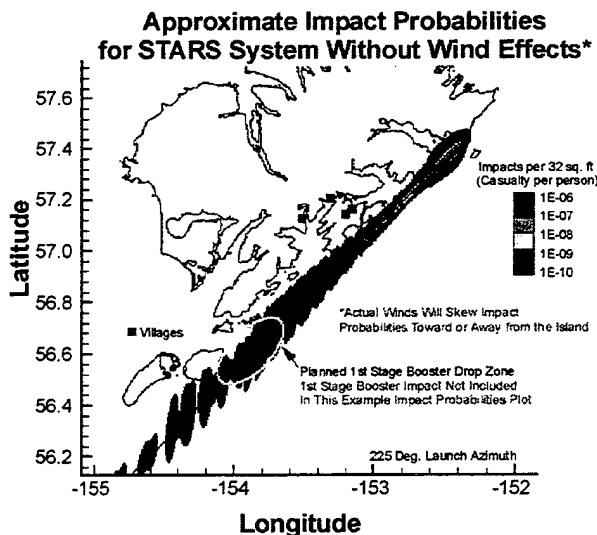 Approximate Impact Probabilities
for STARS System Without Wind Effects*
57.6
57.4
57.2
57.0
56.8
56.6
56.4
56.2
Latitude
Impacts per 32 sq. ft
(Casualty per person)
1E-06
1E-07
1E-08
1E-09
1E-10
*Actual Winds Will Skew Impact
Probabilities Toward or Away from the Island
Villages
Planned 1st Stage Booster Drop Zone
1st Stage Booster Impact Not Included
In This Example Impact Probabilities Plot
225 Deg. Launch Azimuth
-155
-154
-153
-152
Longitude